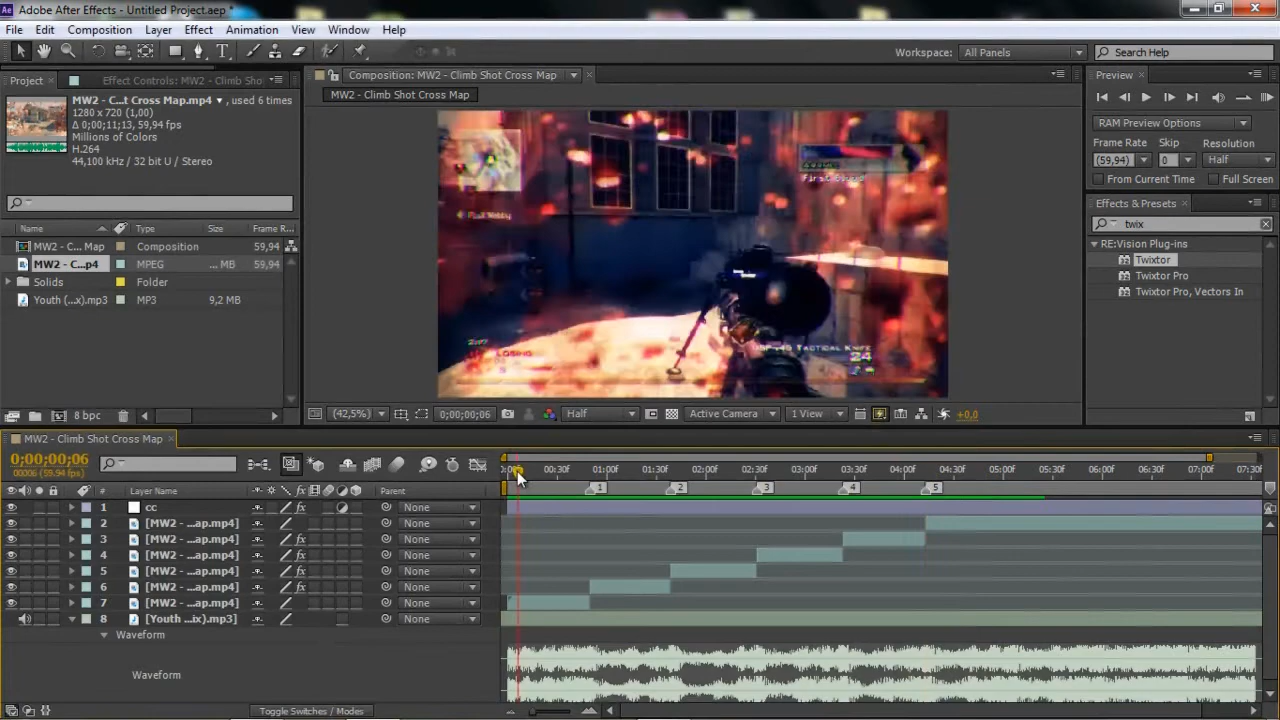 Adobe After Effects - Untitled Project.aep *
File Edit Composition Layer Effect Animation View Window Help
Workspace: All Panels Search Help
Project Effect Controls: MW2 - Climb Sho
Composition: MW2 - Climb Shot Cross Map
Preview
MW2 - Climb Shot Cross Map
MW2 - C...t Cross Map.mp4 , used 6 times
1280 x 720 (1,00)
Δ 0;00;11;13, 59,94 fps
Millions of Colors
H.264
44,100 kHz / 32 bit U / Stereo
RAM Preview Options
Frame Rate Skip Resolution
(59,94) 0 Half
From Current Time Full Screen
Effects & Presets
twix
RE:Vision Plug-ins
Twixtor
Twixtor Pro
Twixtor Pro, Vectors In
Name Type Size Frame R...
MW2 - C... Map Composition 59,94
MW2 - C...p4 MPEG ... MB 59,94
Solids Folder
Youth (...x).mp3 MP3 9,2 MB
First Blood
LOSING
USP .45 Tactical Knife
24
8 bpc
(42,5%) 0;00;00;06 Half Active Camera 1 View +0,0
MW2 - Climb Shot Cross Map
0;00;00;06
00006 (59.94 fps)
00:30f 01:00f 01:30f 02:00f 02:30f 03:00f 03:30f 04:00f 04:30f 05:00f 05:30f 06:00f 06:30f 07:00f 07:30f
1 2 3 4 5
# Layer Name Parent
1 cc None
2 [MW2 - ...ap.mp4] None
3 [MW2 - ...ap.mp4] None
4 [MW2 - ...ap.mp4] None
5 [MW2 - ...ap.mp4] None
6 [MW2 - ...ap.mp4] None
7 [MW2 - ...ap.mp4] None
8 [Youth ...ix).mp3] None
Waveform
Waveform
Toggle Switches / Modes